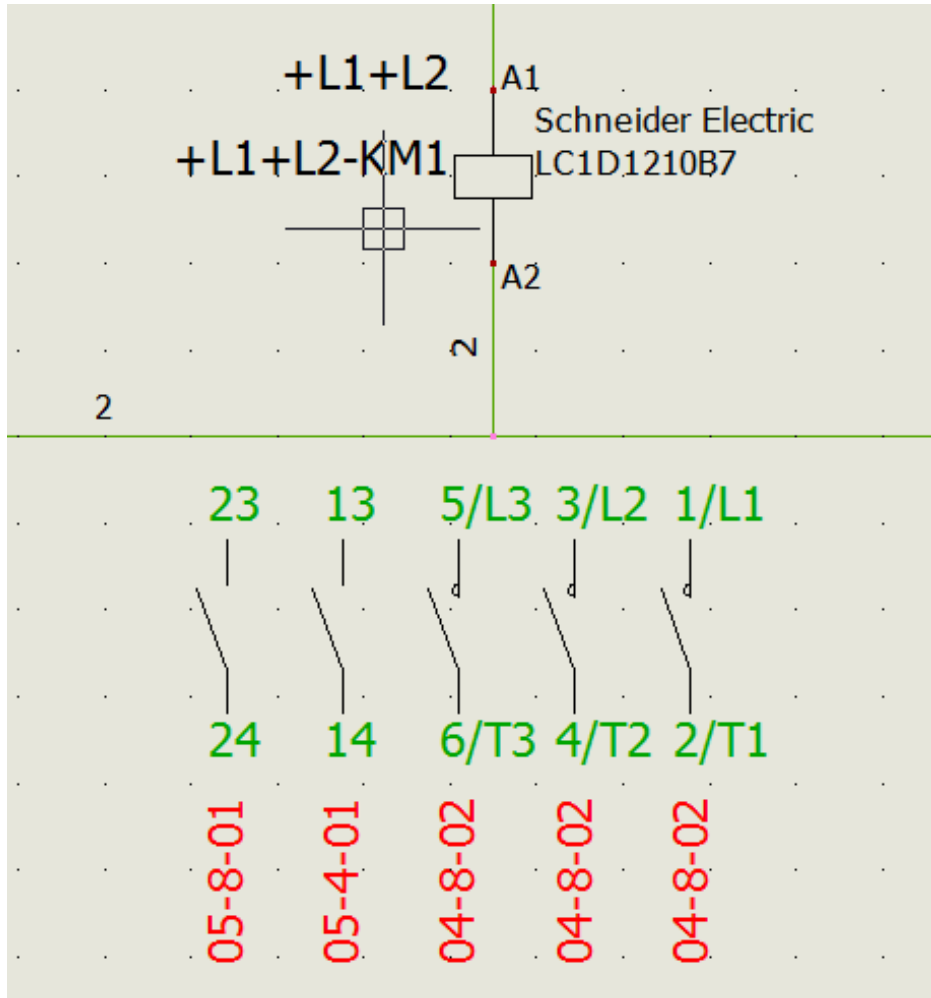 +L1+L2
A1
Schneider Electric
+L1+L2-KM1
LC1D1210B7
A2
2
2
23 13 5/L3 3/L2 1/L1
24 14 6/T3 4/T2 2/T1
05-8-01 05-4-01 04-8-02 04-8-02 04-8-02